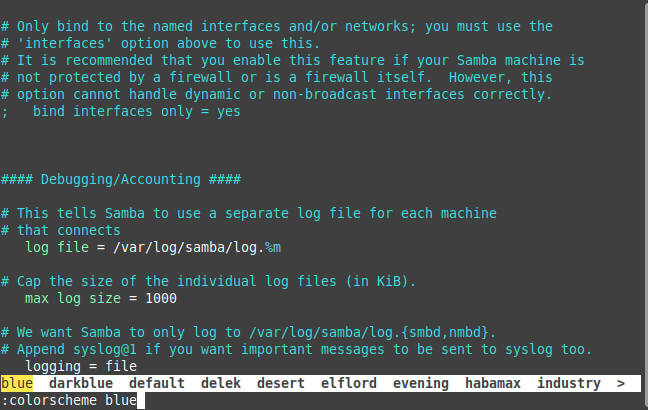 # Only bind to the named interfaces and/or networks; you must use the
# 'interfaces' option above to use this.
# It is recommended that you enable this feature if your Samba machine is
# not protected by a firewall or is a firewall itself.  However, this
# option cannot handle dynamic or non-broadcast interfaces correctly.
;   bind interfaces only = yes
#### Debugging/Accounting ####
# This tells Samba to use a separate log file for each machine
# that connects
   log file = /var/log/samba/log.%m
# Cap the size of the individual log files (in KiB).
   max log size = 1000
# We want Samba to only log to /var/log/samba/log.{smbd,nmbd}.
# Append syslog@1 if you want important messages to be sent to syslog too.
   logging = file
blue  darkblue  default  delek  desert  elflord  evening  habamax  industry  >
:colorscheme blue